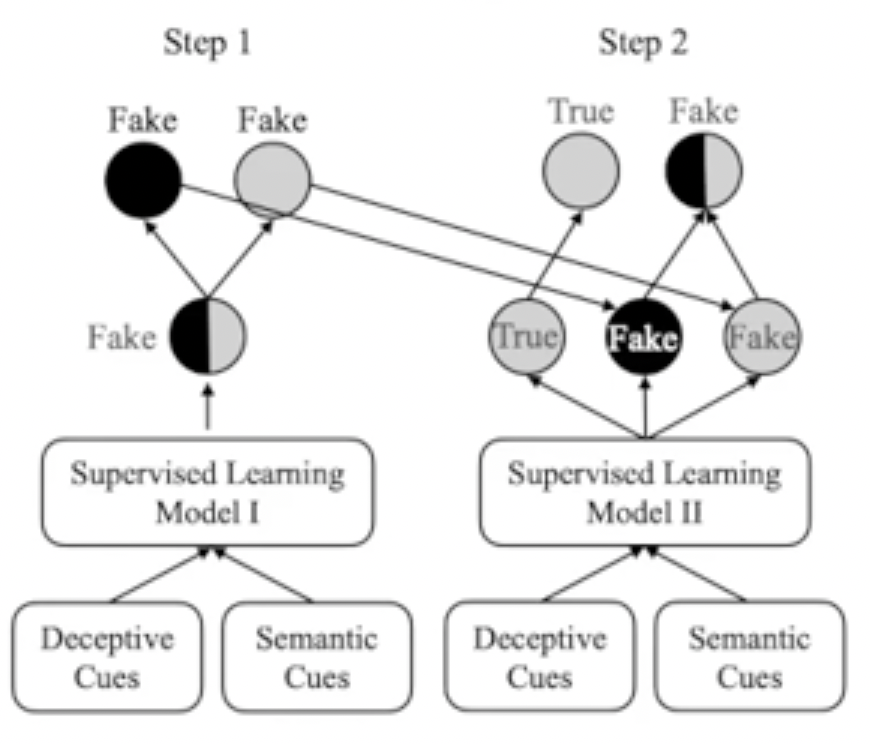 Step 1
Step 2
Fake
Fake
True
Fake
Fake
True
Fake
Fake
Supervised Learning
Model I
Supervised Learning
Model II
Deceptive
Cues
Semantic
Cues
Deceptive
Cues
Semantic
Cues